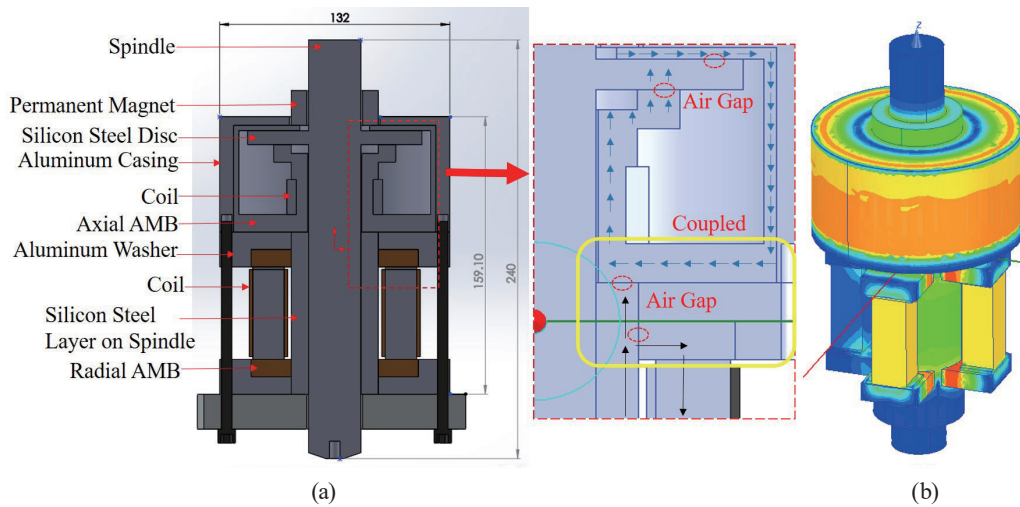 132
Spindle
Permanent Magnet
Silicon Steel Disc
Aluminum Casing
Coil
Axial AMB
Aluminum Washer
Coil
Silicon Steel
Layer on Spindle
Radial AMB
159.10
240
Air Gap
Coupled
Air Gap
Z
(a)
(b)